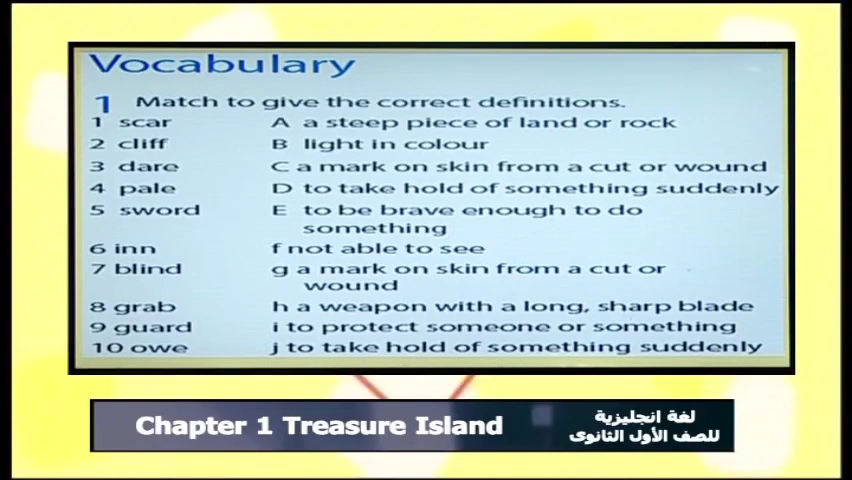 Vocabulary
1 Match to give the correct definitions.
1 scar A a steep piece of land or rock
2 cliff B light in colour
3 dare C a mark on skin from a cut or wound
4 pale D to take hold of something suddenly
5 sword E to be brave enough to do
something
6 inn f not able to see
7 blind g a mark on skin from a cut or
wound
8 grab h a weapon with a long, sharp blade
9 guard i to protect someone or something
10 owe j to take hold of something suddenly
Chapter 1 Treasure Island
لغة انجليزية
للصف الأول الثانوى